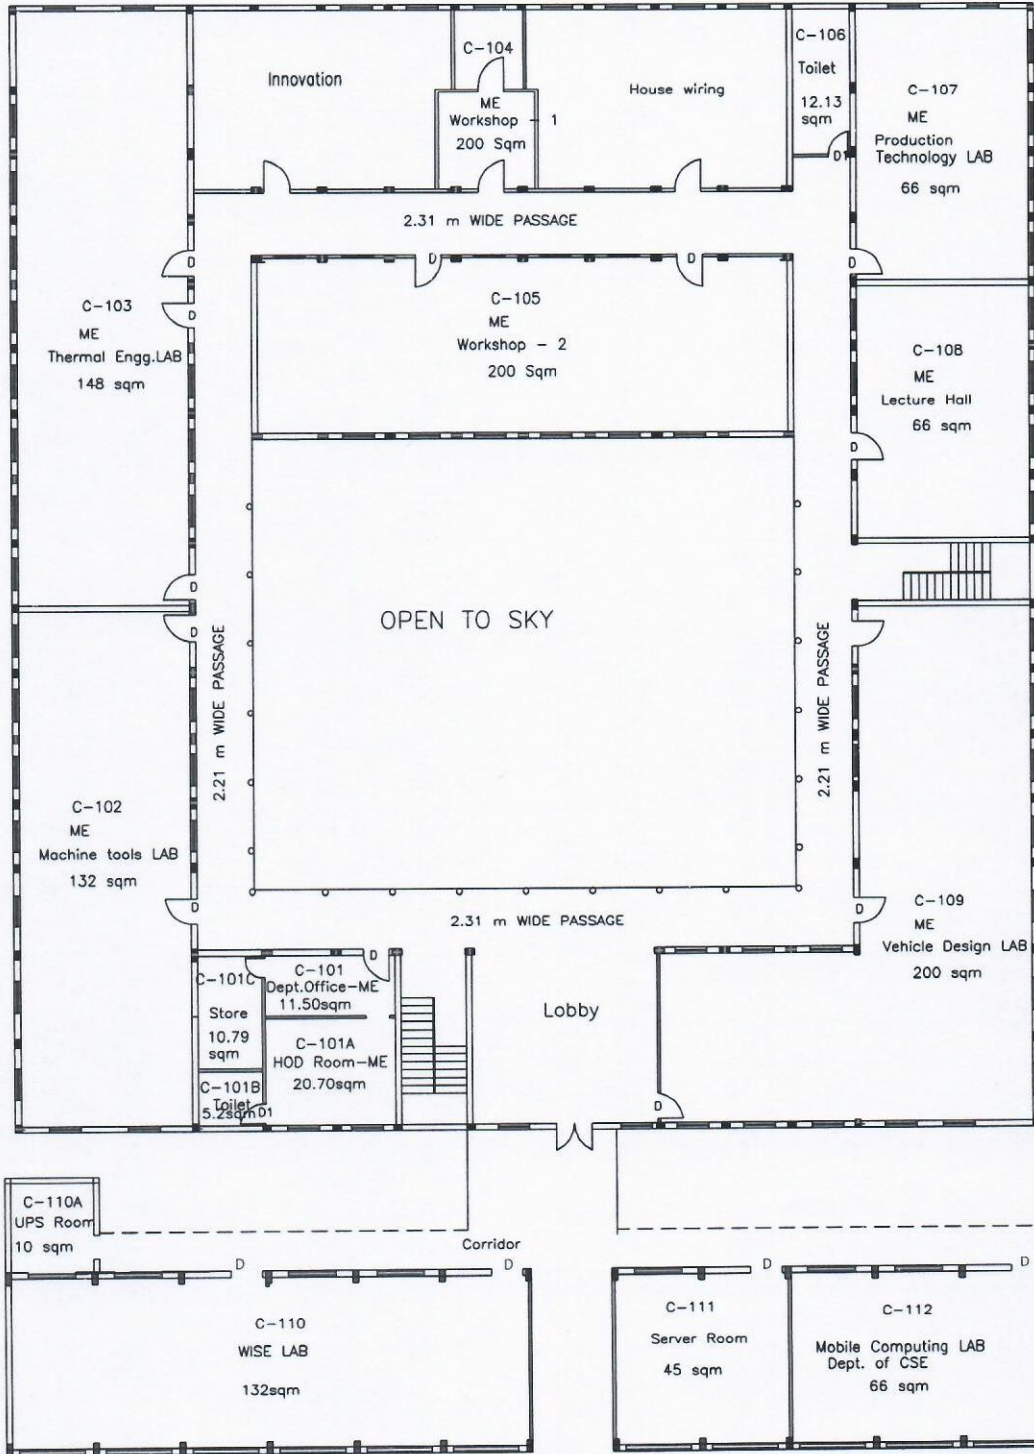 Innovation
C-104
ME
Workshop - 1
200 Sqm
House wiring
C-106
Toilet
12.13
sqm
D1
C-107
ME
Production
Technology LAB
66 sqm
2.31 m WIDE PASSAGE
D
D
D
D
D
C-103
ME
Thermal Engg.LAB
148 sqm
C-105
ME
Workshop - 2
200 Sqm
C-108
ME
Lecture Hall
66 sqm
D
D
D
OPEN TO SKY
2.21 m WIDE PASSAGE
2.21 m WIDE PASSAGE
C-102
ME
Machine tools LAB
132 sqm
D
D
2.31 m WIDE PASSAGE
C-109
ME
Vehicle Design LAB
200 sqm
D
C-101
Dept.Office-ME
11.50sqm
C-101C
Store
10.79
sqm
C-101A
HOD Room-ME
20.70sqm
C-101B
Toilet
5.2sqm
D1
Lobby
D
C-110A
UPS Room
10 sqm
Corridor
D
D
D
D
C-110
WISE LAB
132sqm
C-111
Server Room
45 sqm
C-112
Mobile Computing LAB
Dept. of CSE
66 sqm